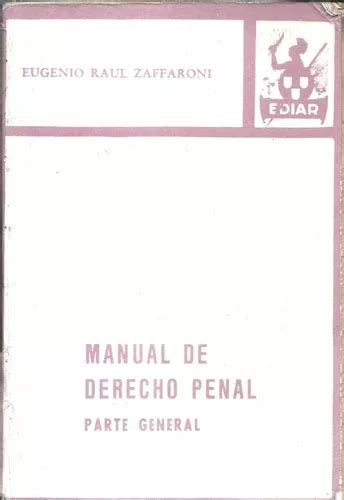 EUGENIO RAUL ZAFFARONI
EDIAR
MANUAL DE
DERECHO PENAL
PARTE GENERAL